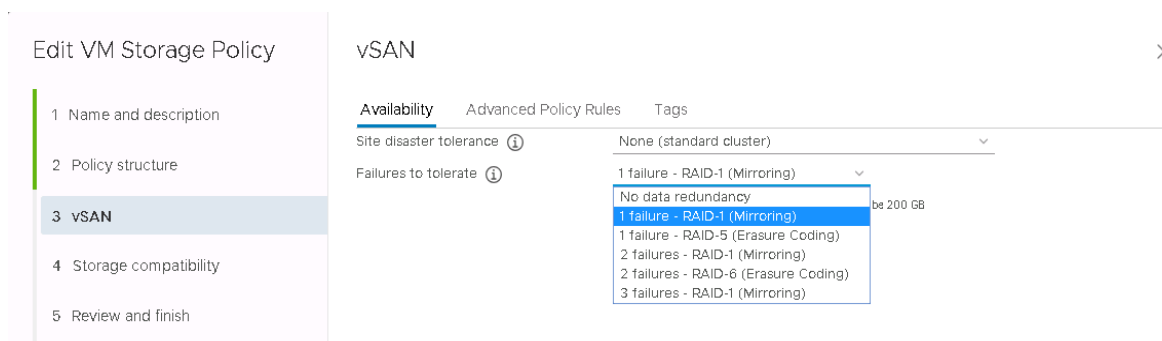 Edit VM Storage Policy
1 Name and description
2 Policy structure
3 vSAN
4 Storage compatibility
5 Review and finish
vSAN
Availability Advanced Policy Rules Tags
Site disaster tolerance None (standard cluster)
Failures to tolerate 1 failure - RAID-1 (Mirroring)
No data redundancy
be 200 GB
1 failure - RAID-1 (Mirroring)
1 failure - RAID-5 (Erasure Coding)
2 failures - RAID-1 (Mirroring)
2 failures - RAID-6 (Erasure Coding)
3 failures - RAID-1 (Mirroring)